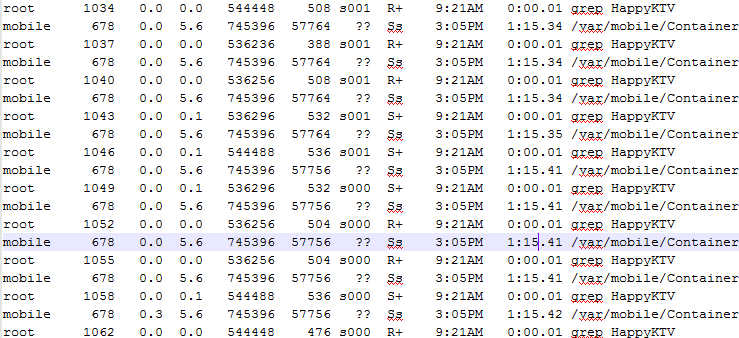 root 1034 0.0 0.0 544448 508 s001 R+ 9:21AM 0:00.01 grep HappyKTV
mobile 678 0.0 5.6 745396 57764 ?? Ss 3:05PM 1:15.34 /var/mobile/Container
root 1037 0.0 0.0 536236 388 s001 R+ 9:21AM 0:00.01 grep HappyKTV
mobile 678 0.0 5.6 745396 57764 ?? Ss 3:05PM 1:15.34 /var/mobile/Container
root 1040 0.0 0.0 536256 508 s001 R+ 9:21AM 0:00.01 grep HappyKTV
mobile 678 0.0 5.6 745396 57764 ?? Ss 3:05PM 1:15.34 /var/mobile/Container
root 1043 0.0 0.1 536296 532 s001 S+ 9:21AM 0:00.01 grep HappyKTV
mobile 678 0.0 5.6 745396 57764 ?? Ss 3:05PM 1:15.35 /var/mobile/Container
root 1046 0.0 0.1 544488 536 s001 S+ 9:21AM 0:00.01 grep HappyKTV
mobile 678 0.0 5.6 745396 57756 ?? Ss 3:05PM 1:15.41 /var/mobile/Container
root 1049 0.0 0.1 536296 532 s000 S+ 9:21AM 0:00.01 grep HappyKTV
mobile 678 0.0 5.6 745396 57756 ?? Ss 3:05PM 1:15.41 /var/mobile/Container
root 1052 0.0 0.0 536256 504 s000 R+ 9:21AM 0:00.01 grep HappyKTV
mobile 678 0.0 5.6 745396 57756 ?? Ss 3:05PM 1:15.41 /var/mobile/Container
root 1055 0.0 0.0 536256 504 s000 R+ 9:21AM 0:00.01 grep HappyKTV
mobile 678 0.0 5.6 745396 57756 ?? Ss 3:05PM 1:15.41 /var/mobile/Container
root 1058 0.0 0.1 544488 536 s000 S+ 9:21AM 0:00.01 grep HappyKTV
mobile 678 0.3 5.6 745396 57756 ?? Ss 3:05PM 1:15.42 /var/mobile/Container
root 1062 0.0 0.0 544448 476 s000 R+ 9:21AM 0:00.01 grep HappyKTV